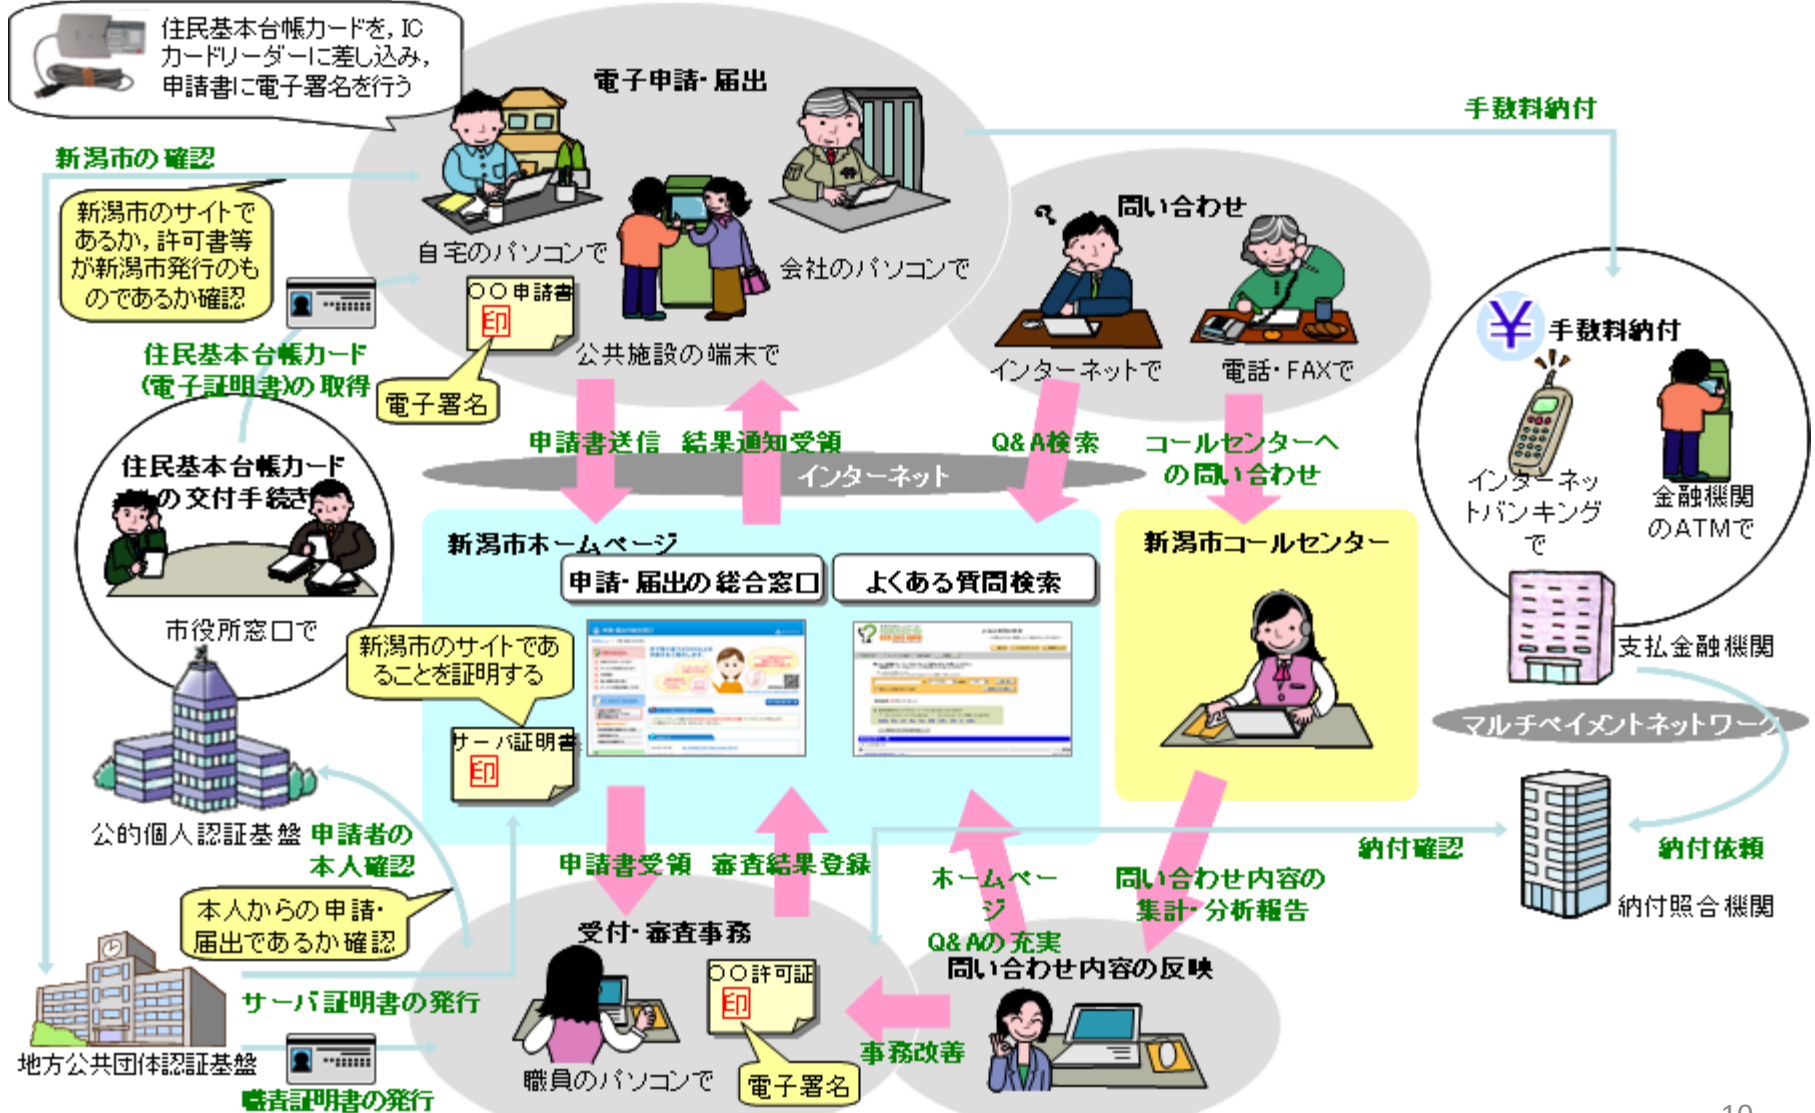 住民基本台帳カードを，IC
カードリーダーに差し込み，
申請書に電子署名を行う
電子申請・届出
手数料納付
新潟市の確認
新潟市のサイトで
あるか，許可書等
が新潟市発行のも
のであるか確認
自宅のパソコンで
会社のパソコンで
公共施設の端末で
〇〇申請書
印
電子署名
問い合わせ
インターネットで
電話・FAXで
¥
手数料納付
インターネッ
トバンキング
で
金融機関
のATMで
住民基本台帳カード
(電子証明書)の取得
住民基本台帳カード
の交付手続き
市役所窓口で
申請書送信
結果通知受領
Q&A検索
コールセンターへ
の問い合わせ
インターネット
新潟市ホームページ
申請・届出の総合窓口
よくある質問検索
新潟市コールセンター
新潟市のサイトであ
ることを証明する
サーバ証明書
印
支払金融機関
マルチペイメントネットワーク
公的個人認証基盤
申請者の
本人確認
申請書受領
審査結果登録
ホームペー
ジ
Q&Aの充実
問い合わせ内容の
集計・分析報告
納付確認
納付依頼
納付照合機関
本人からの申請・
届出であるか確認
受付・審査事務
〇〇許可証
印
電子署名
職員のパソコンで
問い合わせ内容の反映
事務改善
サーバ証明書の発行
地方公共団体認証基盤
職責証明書の発行
10